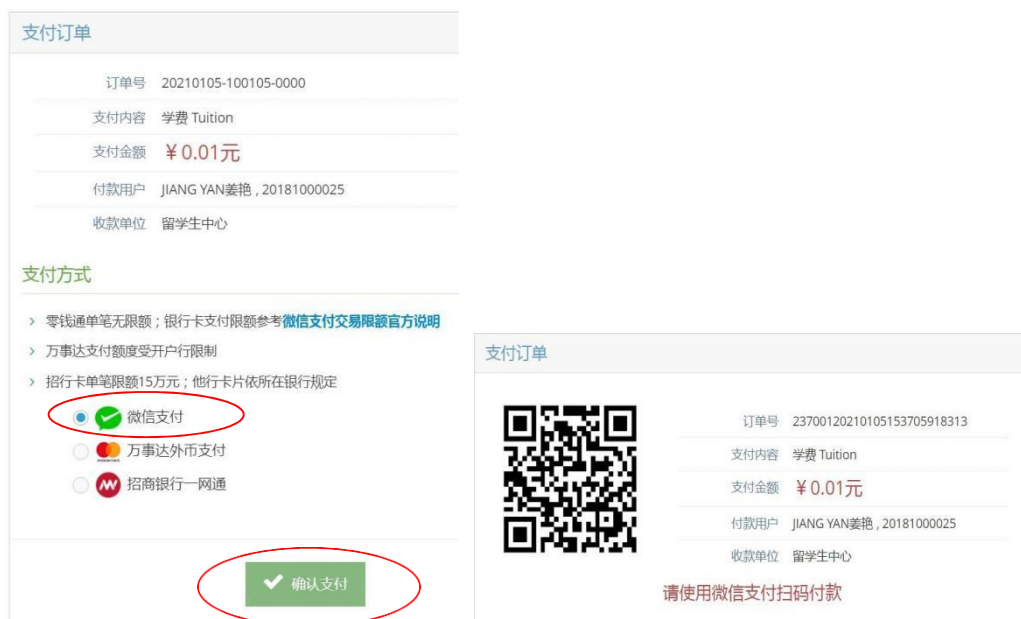 支付订单
订单号 20210105-100105-0000
支付内容 学费 Tuition
支付金额 ¥0.01元
付款用户 JIANG YAN姜艳 , 20181000025
收款单位 留学生中心
支付方式
零钱通单笔无限额；银行卡支付限额参考微信支付交易限额官方说明
万事达支付额度受开户行限制
招行卡单笔限额15万元；他行卡片依所在银行规定
微信支付
万事达外币支付
招商银行一网通
确认支付
支付订单
订单号 2370012021010515370591831​3
支付内容 学费 Tuition
支付金额 ¥0.01元
付款用户 JIANG YAN姜艳 , 20181000025
收款单位 留学生中心
请使用微信支付扫码付款